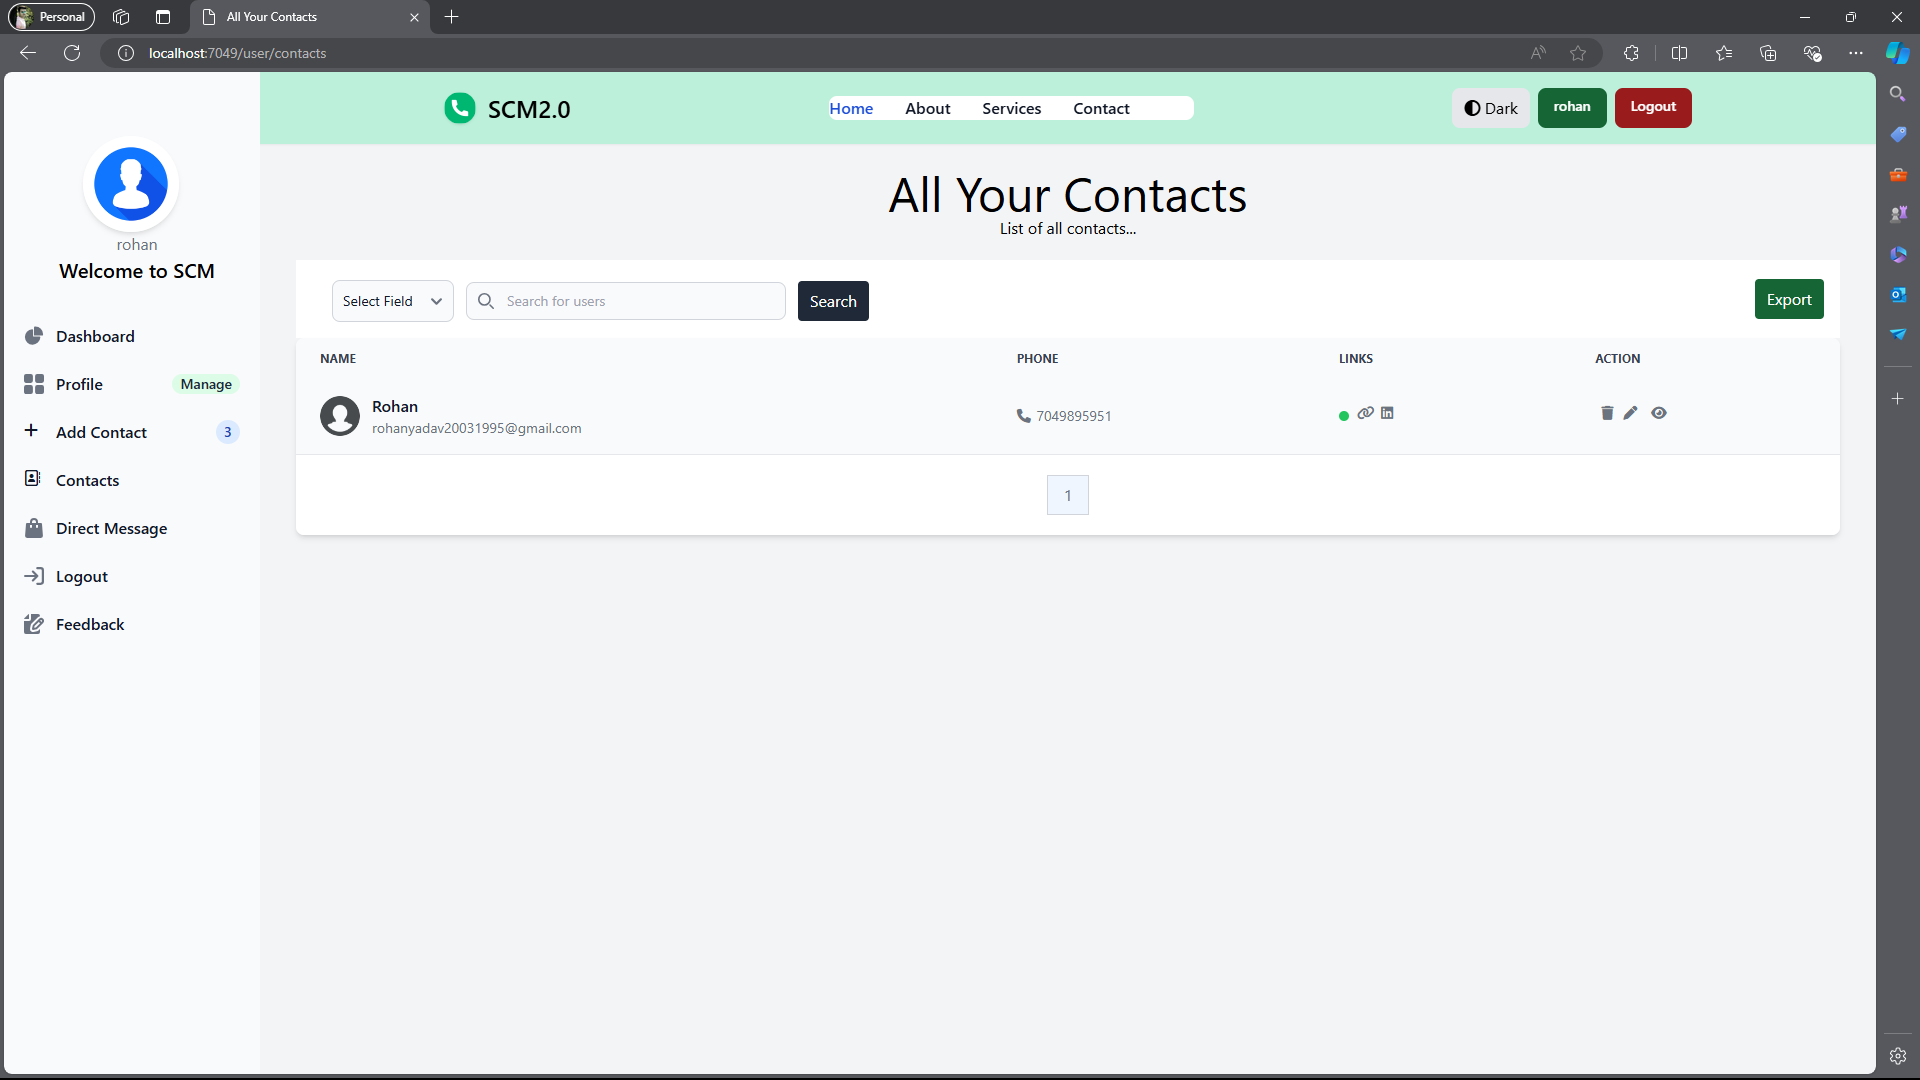 Personal
All Your Contacts
localhost:7049/user/contacts
SCM2.0
Home About Services Contact
Dark
rohan
Logout
rohan
Welcome to SCM
Dashboard
Profile Manage
Add Contact 3
Contacts
Direct Message
Logout
Feedback
All Your Contacts
List of all contacts...
Select Field
Search for users
Search
Export
NAME PHONE LINKS ACTION
Rohan
rohanyadav20031995@gmail.com
7049895951
1